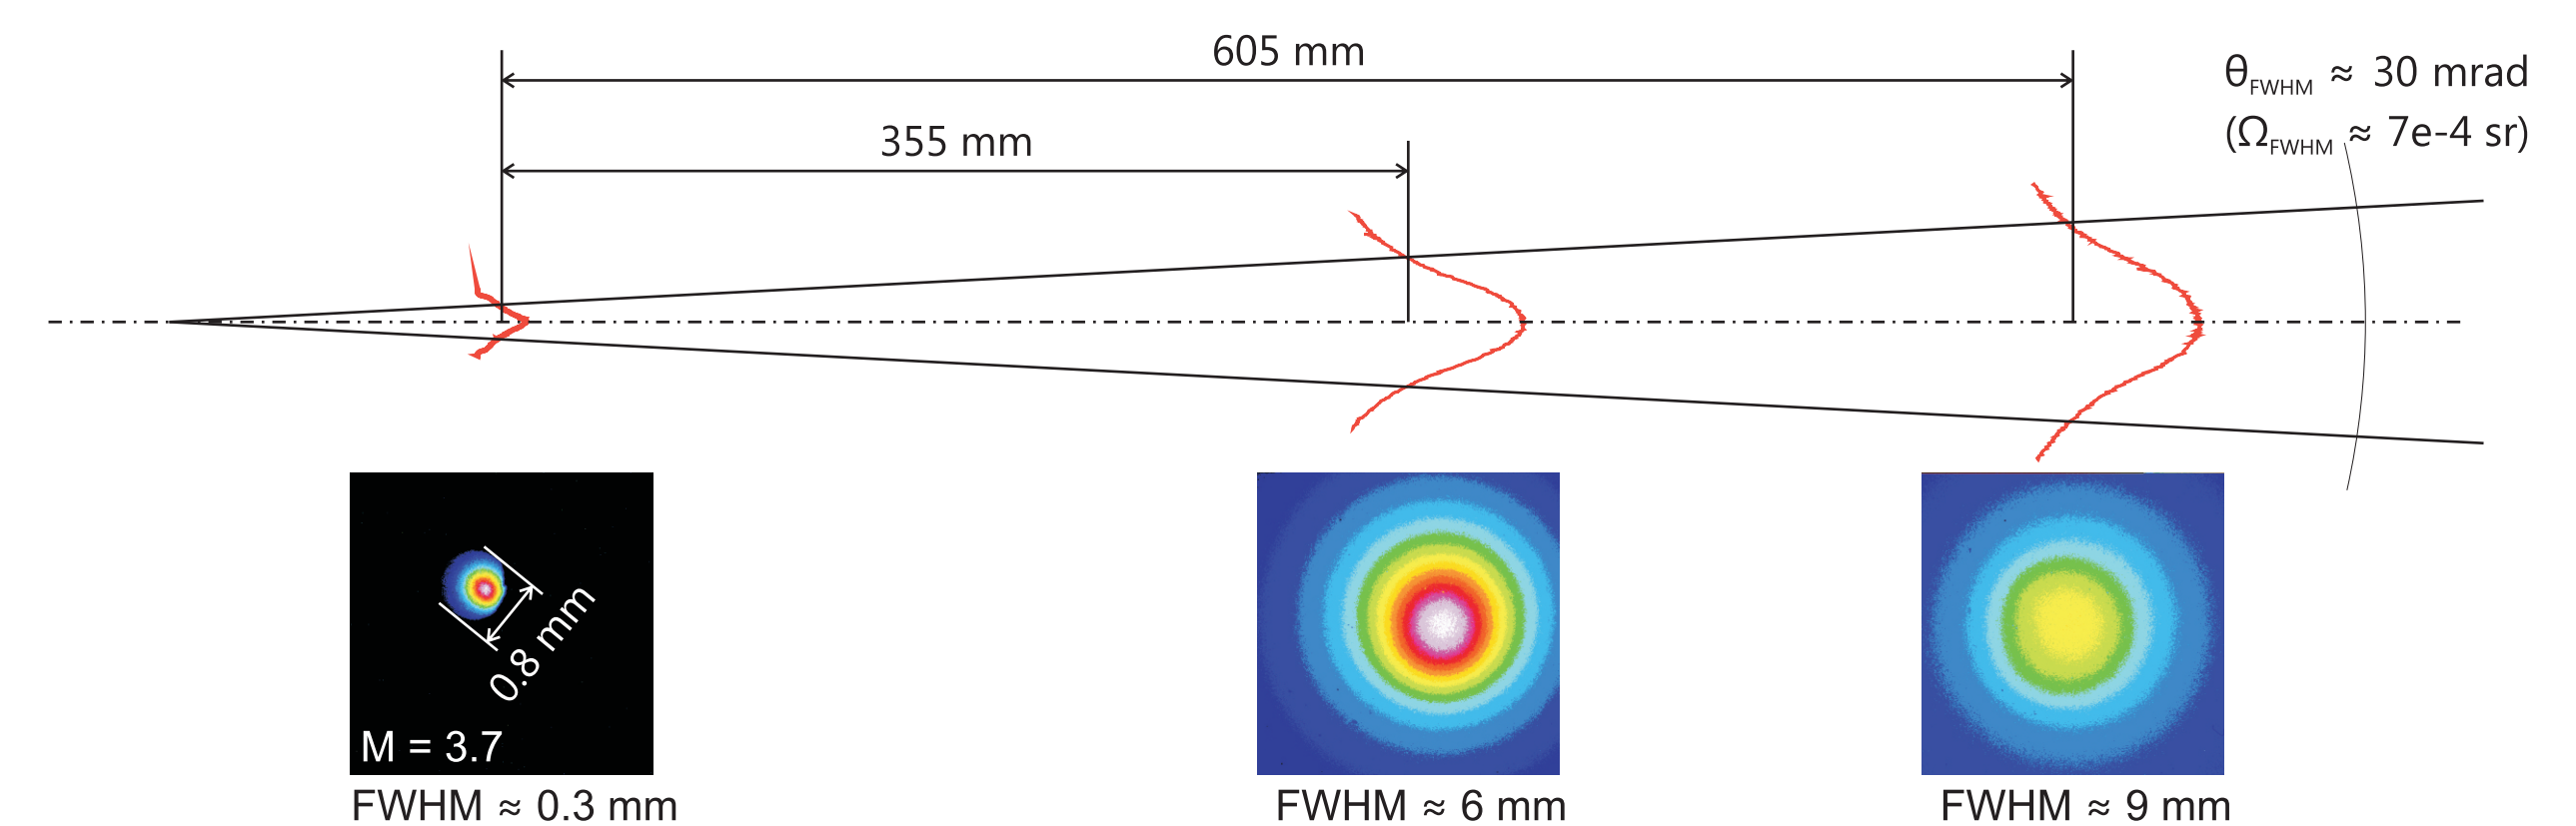 605 mm
θFWHM ≈ 30 mrad
(ΩFWHM ≈ 7e-4 sr)
355 mm
0.8 mm
M = 3.7
FWHM ≈ 0.3 mm
FWHM ≈ 6 mm
FWHM ≈ 9 mm